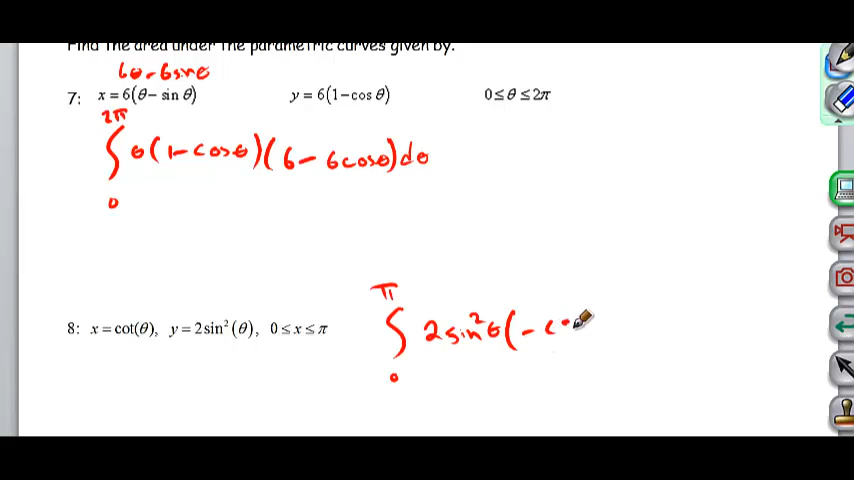 Find the area under the parametric curves given by:
6θ - 6sinθ
7: x = 6(θ− sin θ) y = 6(1−cos θ) 0 ≤ θ ≤ 2π
2π
∫ 6(1 - cosθ)(6 - 6cosθ)dθ
0
π
8: x = cot(θ), y = 2sin²(θ), 0 ≤ x ≤ π ∫ 2sin²θ(-co
0